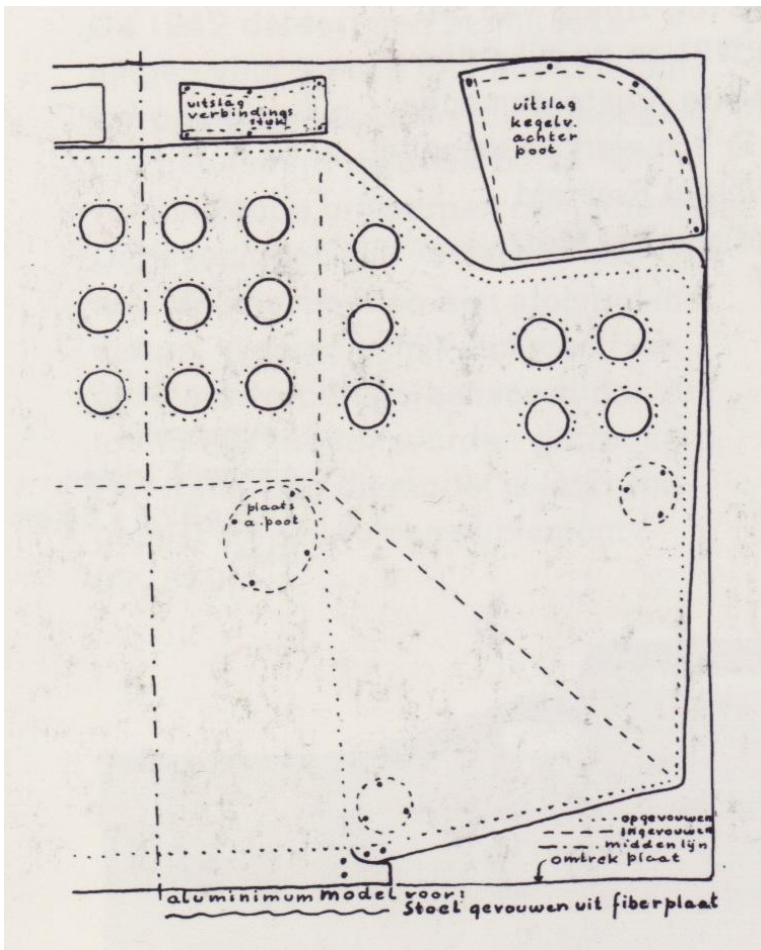 uitslag
verbindings
stuk
uitslag
kegelv.
achter
poot
plaats
a.poot
opgevouwen
ingevouwen
midden lijn
omtrek plaat
aluminimum model voor:
Stoel gevouwen uit fiberplaat